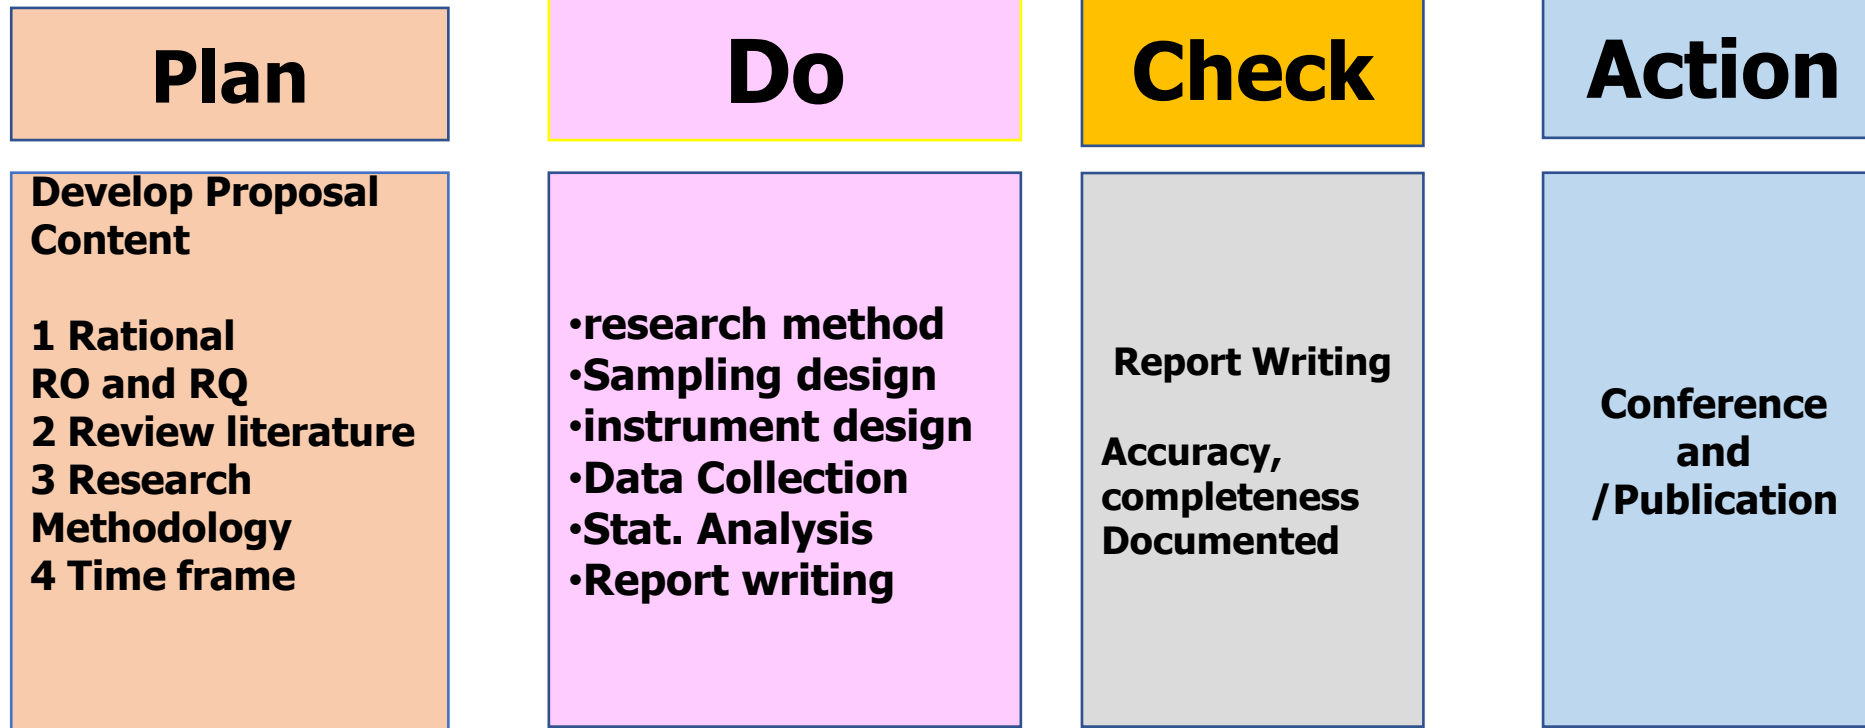 Plan
Develop Proposal
Content
1 Rational
RO and RQ
2 Review literature
3 Research
Methodology
4 Time frame
Do
•research method
•Sampling design
•instrument design
•Data Collection
•Stat. Analysis
•Report writing
Check
Report Writing
Accuracy,
completeness
Documented
Action
Conference
and
/Publication